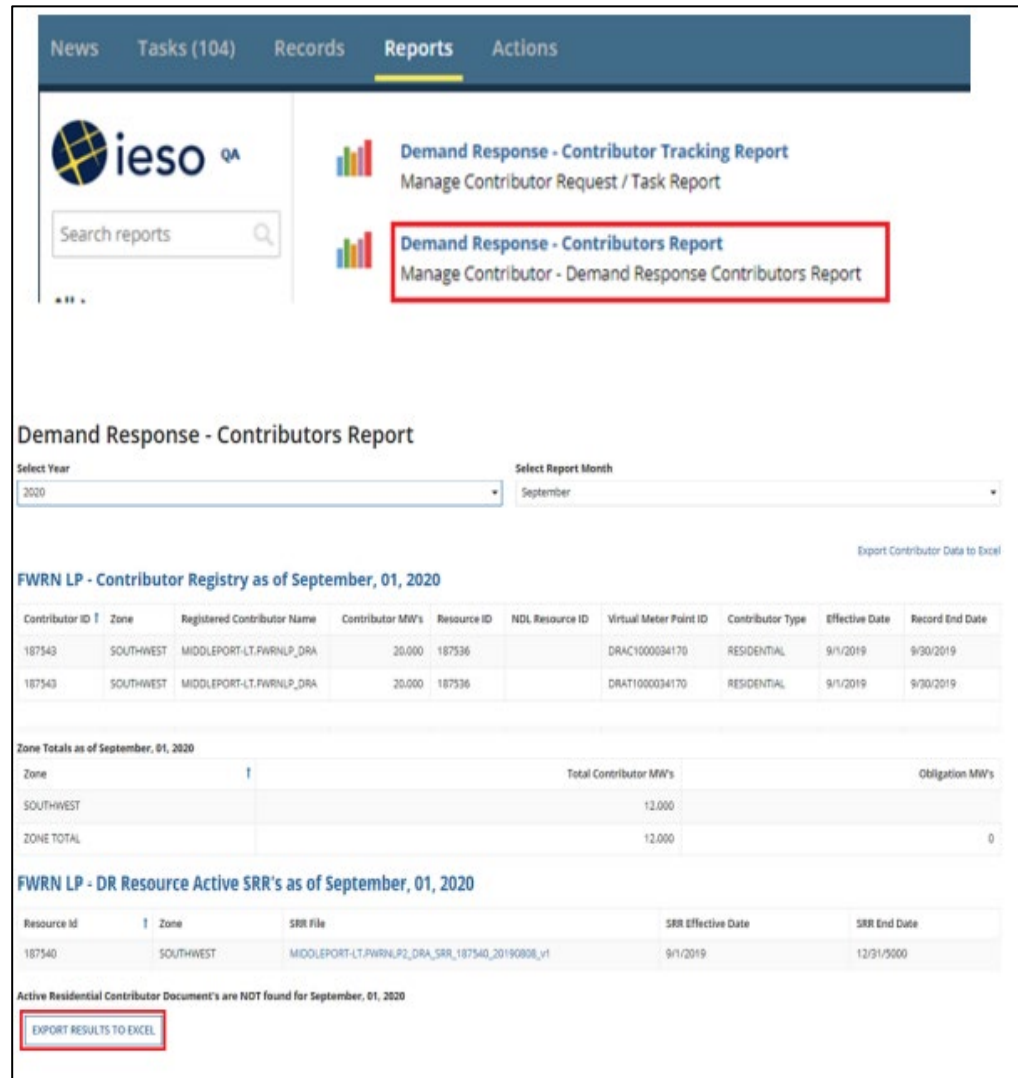 News Tasks (104) Records Reports Actions
ieso QA
Demand Response - Contributor Tracking Report
Manage Contributor Request / Task Report
Search reports
Demand Response - Contributors Report
Manage Contributor - Demand Response Contributors Report
Demand Response - Contributors Report
Select Year Select Report Month
2020 September
Export Contributor Data to Excel
FWRN LP - Contributor Registry as of September, 01, 2020
Contributor ID Zone Registered Contributor Name Contributor MW's Resource ID NDL Resource ID Virtual Meter Point ID Contributor Type Effective Date Record End Date
187543 SOUTHWEST MIDDLEPORT-LT.FWRNLP_DRA 20.000 187536 DRAC1000034170 RESIDENTIAL 9/1/2019 9/30/2019
187543 SOUTHWEST MIDDLEPORT-LT.FWRNLP_DRA 20.000 187536 DRAT1000034170 RESIDENTIAL 9/1/2019 9/30/2019
Zone Totals as of September, 01, 2020
Zone Total Contributor MW's Obligation MW's
SOUTHWEST 12.000
ZONE TOTAL 12.000 0
FWRN LP - DR Resource Active SRR's as of September, 01, 2020
Resource Id Zone SRR File SRR Effective Date SRR End Date
187540 SOUTHWEST MIDDLEPORT-LT.FWRNLP2_DRA_SRR_187540_20190808_v1 9/1/2019 12/31/5000
Active Residential Contributor Document's are NOT found for September, 01, 2020
EXPORT RESULTS TO EXCEL